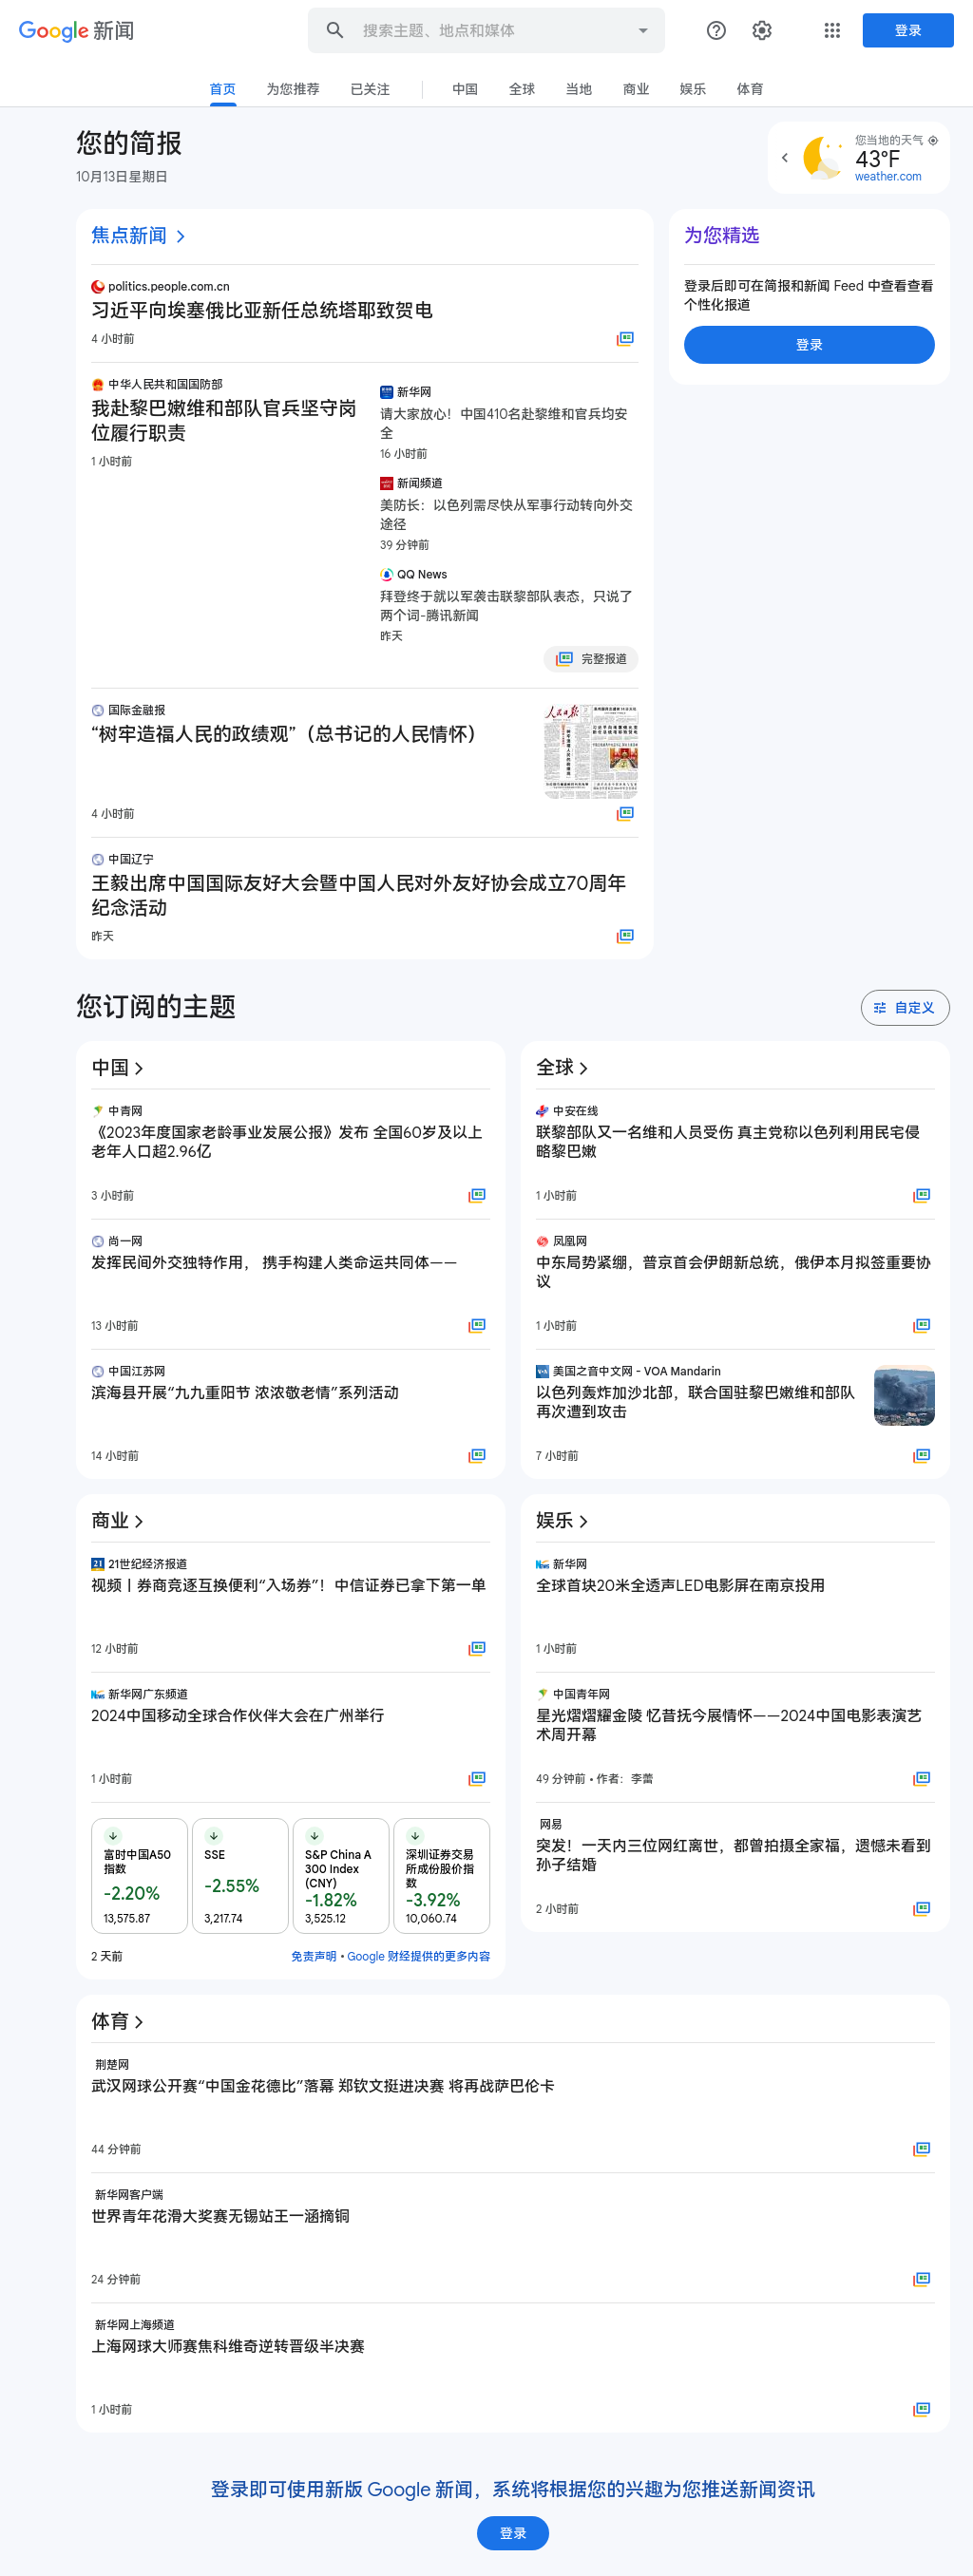 Google 新闻
搜索主题、地点和媒体
登录
首页
为您推荐
已关注
中国
全球
当地
商业
娱乐
体育
您的简报
10月13日星期日
您当地的天气
43°F
weather.com
焦点新闻
politics.people.com.cn
习近平向埃塞俄比亚新任总统塔耶致贺电
4 小时前
中华人民共和国国防部
我赴黎巴嫩维和部队官兵坚守岗
位履行职责
1 小时前
新华网
请大家放心！中国410名赴黎维和官兵均安
全
16 小时前
新闻频道
美防长：以色列需尽快从军事行动转向外交
途径
39 分钟前
QQ News
拜登终于就以军袭击联黎部队表态，只说了
两个词-腾讯新闻
昨天
完整报道
国际金融报
“树牢造福人民的政绩观”（总书记的人民情怀）
人民日报
4 小时前
中国辽宁
王毅出席中国国际友好大会暨中国人民对外友好协会成立70周年
纪念活动
昨天
为您精选
登录后即可在简报和新闻 Feed 中查看查看
个性化报道
登录
您订阅的主题
自定义
中国
中青网
《2023年度国家老龄事业发展公报》发布 全国60岁及以上
老年人口超2.96亿
3 小时前
尚一网
发挥民间外交独特作用， 携手构建人类命运共同体——
13 小时前
中国江苏网
滨海县开展“九九重阳节 浓浓敬老情”系列活动
14 小时前
全球
中安在线
联黎部队又一名维和人员受伤 真主党称以色列利用民宅侵
略黎巴嫩
1 小时前
凤凰网
中东局势紧绷，普京首会伊朗新总统，俄伊本月拟签重要协
议
1 小时前
VOA
美国之音中文网 - VOA Mandarin
以色列轰炸加沙北部，联合国驻黎巴嫩维和部队
再次遭到攻击
7 小时前
商业
21
21世纪经济报道
视频丨券商竞逐互换便利“入场券”！中信证券已拿下第一单
12 小时前
新华网广东频道
2024中国移动全球合作伙伴大会在广州举行
1 小时前
富时中国A50
指数
-2.20%
13,575.87
SSE
-2.55%
3,217.74
S&P China A
300 Index
(CNY)
-1.82%
3,525.12
深圳证券交易
所成份股价指
数
-3.92%
10,060.74
2 天前
免责声明 • Google 财经提供的更多内容
娱乐
新华网
全球首块20米全透声LED电影屏在南京投用
1 小时前
中国青年网
星光熠熠耀金陵 忆昔抚今展情怀——2024中国电影表演艺
术周开幕
49 分钟前 • 作者：李蕾
网易
突发！一天内三位网红离世，都曾拍摄全家福，遗憾未看到
孙子结婚
2 小时前
体育
荆楚网
武汉网球公开赛“中国金花德比”落幕 郑钦文挺进决赛 将再战萨巴伦卡
44 分钟前
新华网客户端
世界青年花滑大奖赛无锡站王一涵摘铜
24 分钟前
新华网上海频道
上海网球大师赛焦科维奇逆转晋级半决赛
1 小时前
登录即可使用新版 Google 新闻，系统将根据您的兴趣为您推送新闻资讯
登录